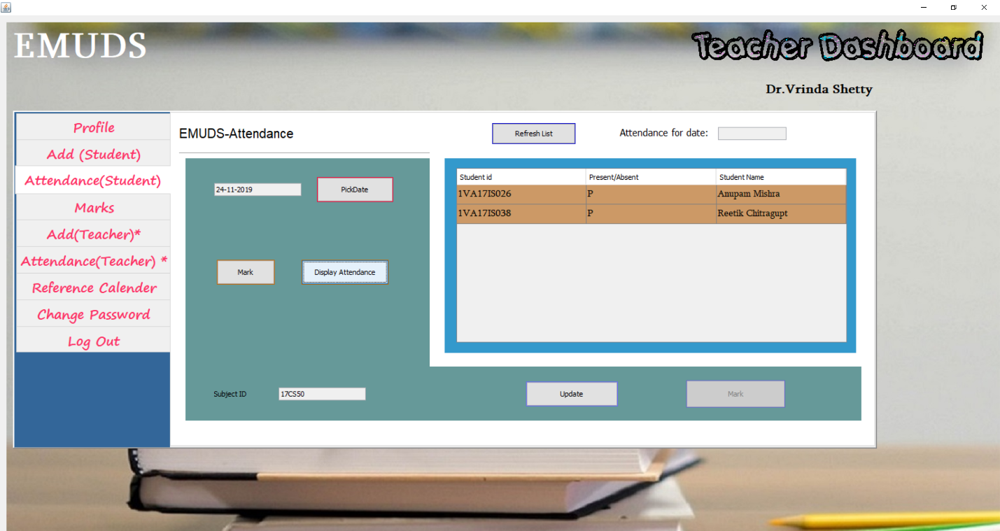 EMUDS
Teacher Dashboard
Dr.Vrinda Shetty
Profile
Add (Student)
Attendance(Student)
Marks
Add(Teacher)*
Attendance(Teacher) *
Reference Calender
Change Password
Log Out
EMUDS-Attendance
Refresh List
Attendance for date:
24-11-2019
PickDate
Mark
Display Attendance
Student id Present/Absent Student Name
1VA17IS026 P Anupam Mishra
1VA17IS038 P Reetik Chitragupt
Subject ID
17CS50
Update
Mark